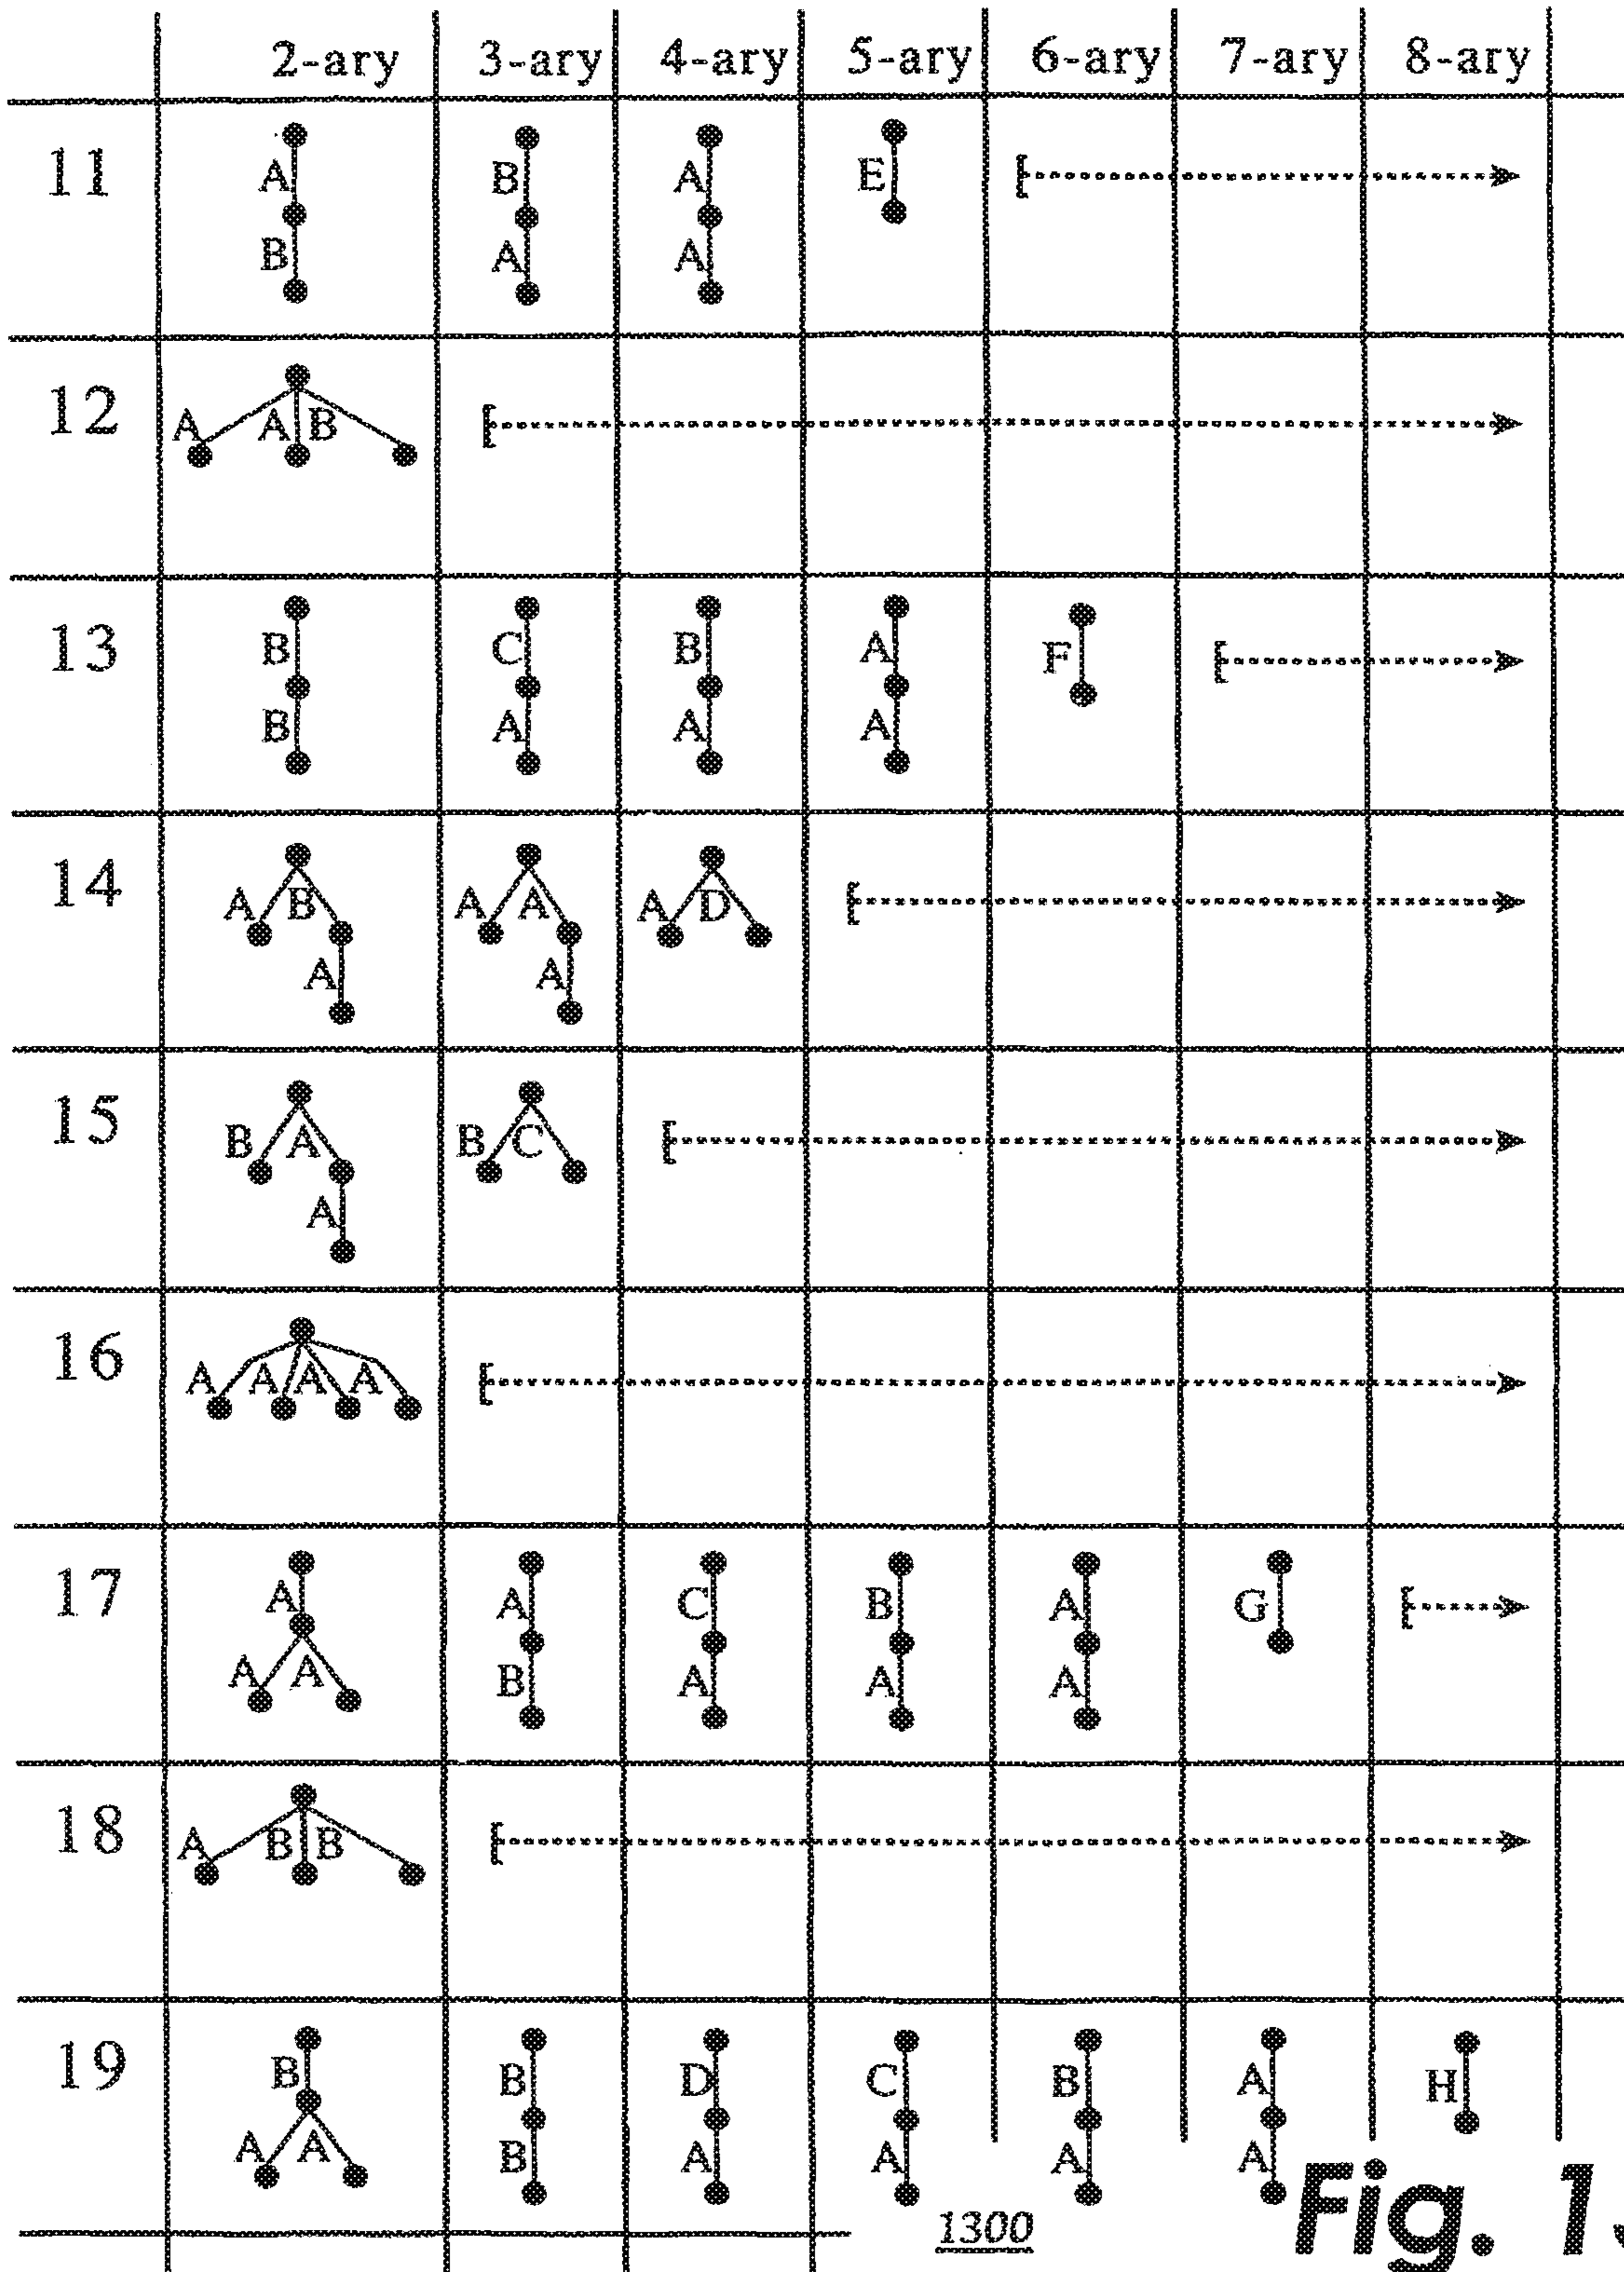 2-ary 3-ary 4-ary 5-ary 6-ary 7-ary 8-ary
11 A B A E
B A A
12 A A B
13 B C B A F
B A A A
14 A B A A A D
A A
15 B A B C
A
16 A A A A
17 A A C B A G
A A B A A A
18 A B B
19 B B D C B A H
A A B A A A A
1300
Fig. 1